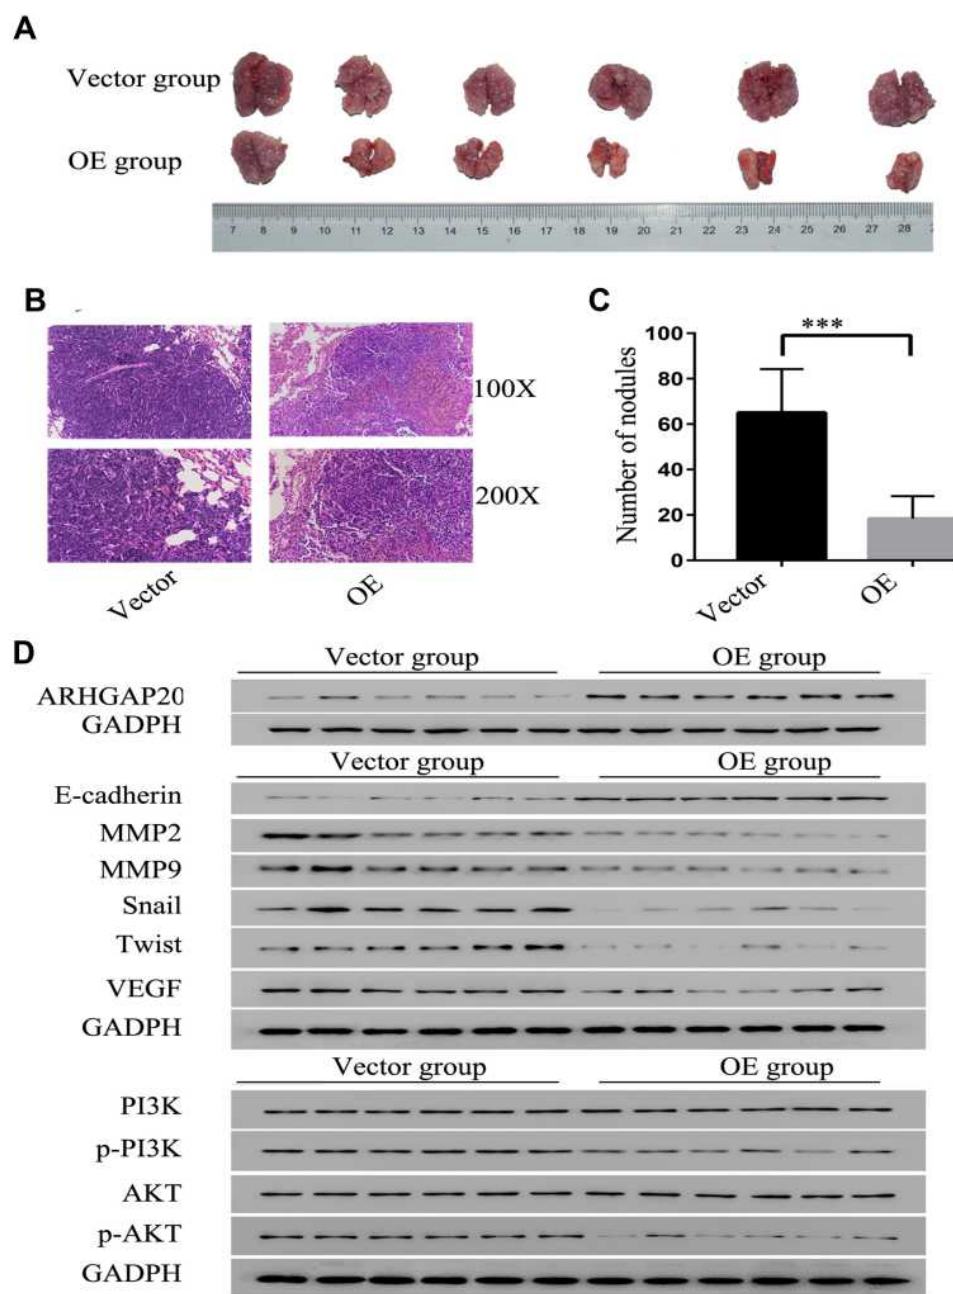 A
Vector group
OE group
7 8 9 10 11 12 13 14 15 16 17 18 19 20 21 22 23 24 25 26 27 28
B
100X
200X
Vector
OE
C
Number of nodules
100
80
60
40
20
0
***
Vector
OE
D
Vector group OE group
ARHGAP20
GADPH
Vector group OE group
E-cadherin
MMP2
MMP9
Snail
Twist
VEGF
GADPH
Vector group OE group
PI3K
p-PI3K
AKT
p-AKT
GADPH